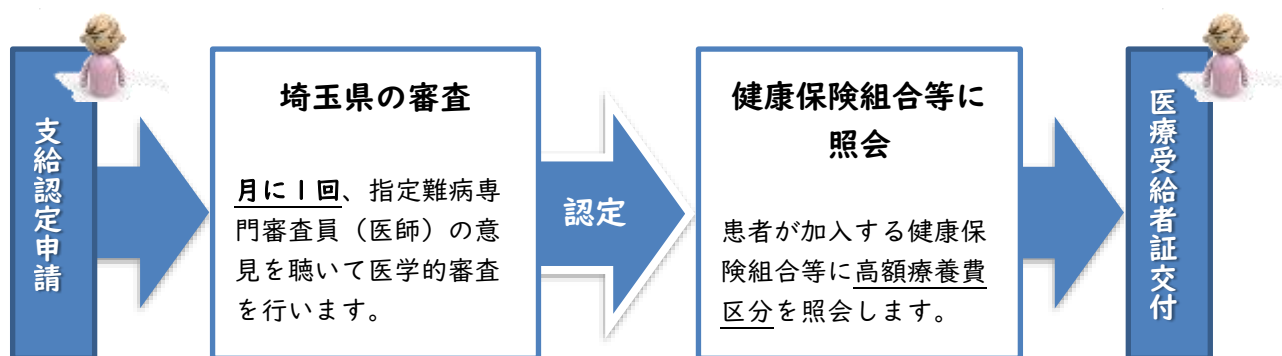 支給認定申請
埼玉県の審査
月に1回、指定難病専
門審査員（医師）の意
見を聴いて医学的審査
を行います。
認定
健康保険組合等に
照会
患者が加入する健康保
険組合等に高額療養費
区分を照会します。
医療受給者証交付